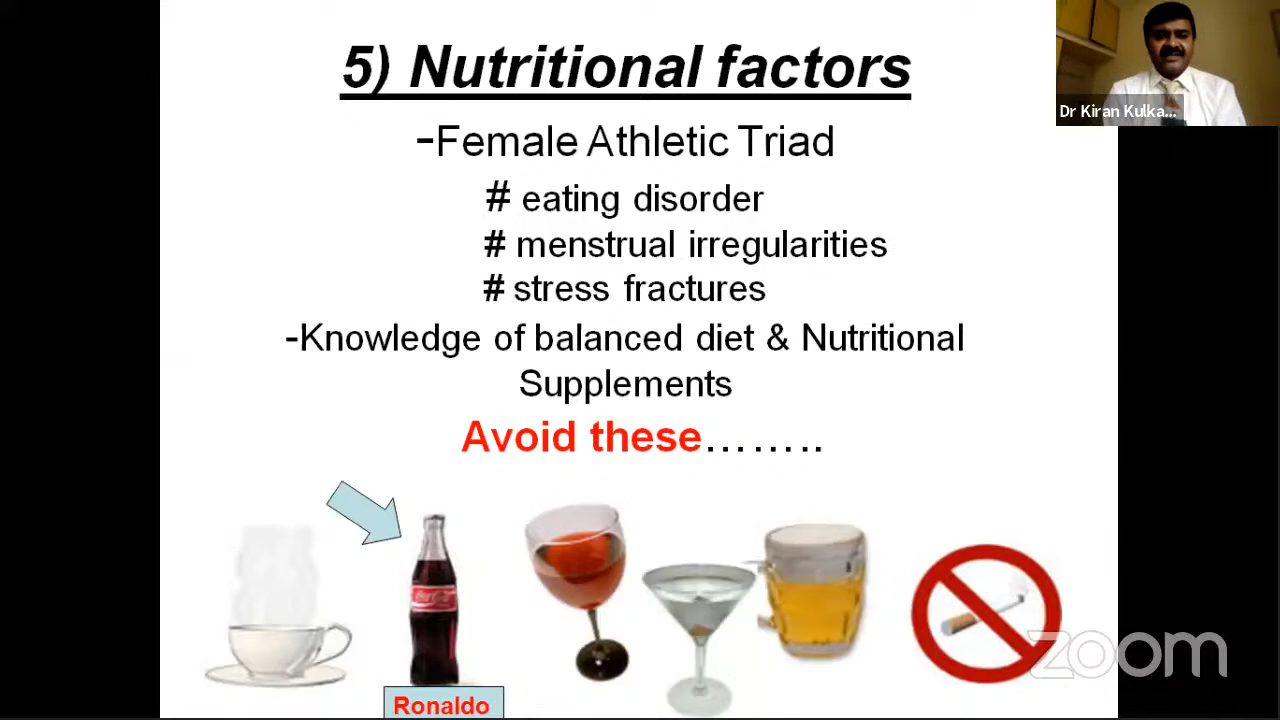 5) Nutritional factors
-Female Athletic Triad
# eating disorder
# menstrual irregularities
# stress fractures
-Knowledge of balanced diet & Nutritional
Supplements
Avoid these……..
Ronaldo
Dr Kiran Kulka...
zoom